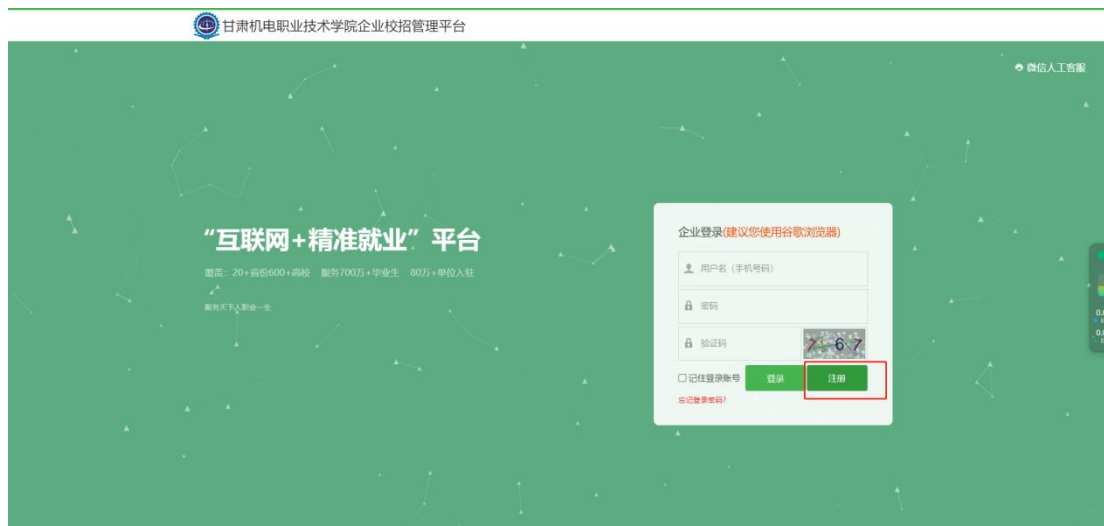 甘肃机电职业技术学院企业校招管理平台
微信人工客服
“互联网+精准就业”平台
覆盖：20+省份600+高校 服务700万+毕业生 80万+单位入驻
服务天下人职业一生
企业登录(建议您使用谷歌浏览器)
用户名（手机号码）
密码
验证码
记住登录账号 登录 注册
忘记登录密码?